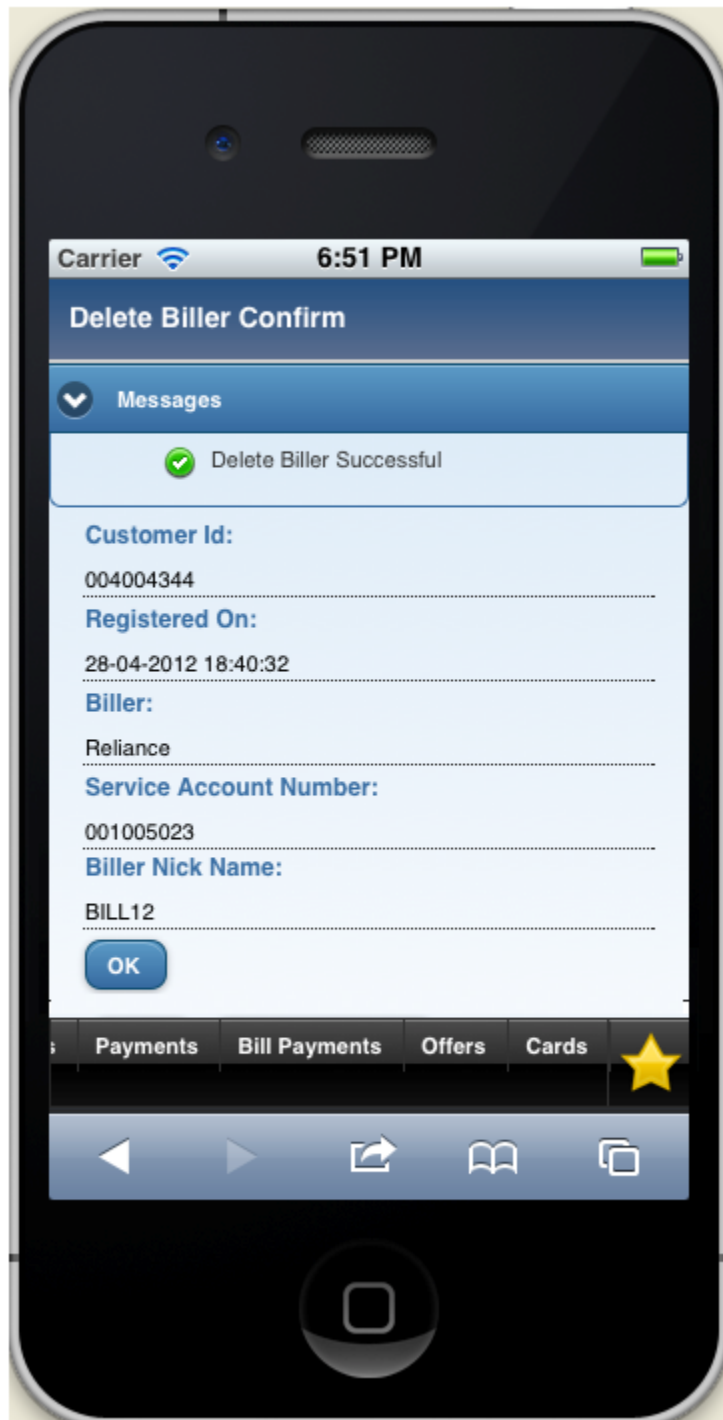 Carrier 6:51 PM
Delete Biller Confirm
Messages
Delete Biller Successful
Customer Id:
004004344
Registered On:
28-04-2012 18:40:32
Biller:
Reliance
Service Account Number:
001005023
Biller Nick Name:
BILL12
OK
Payments Bill Payments Offers Cards